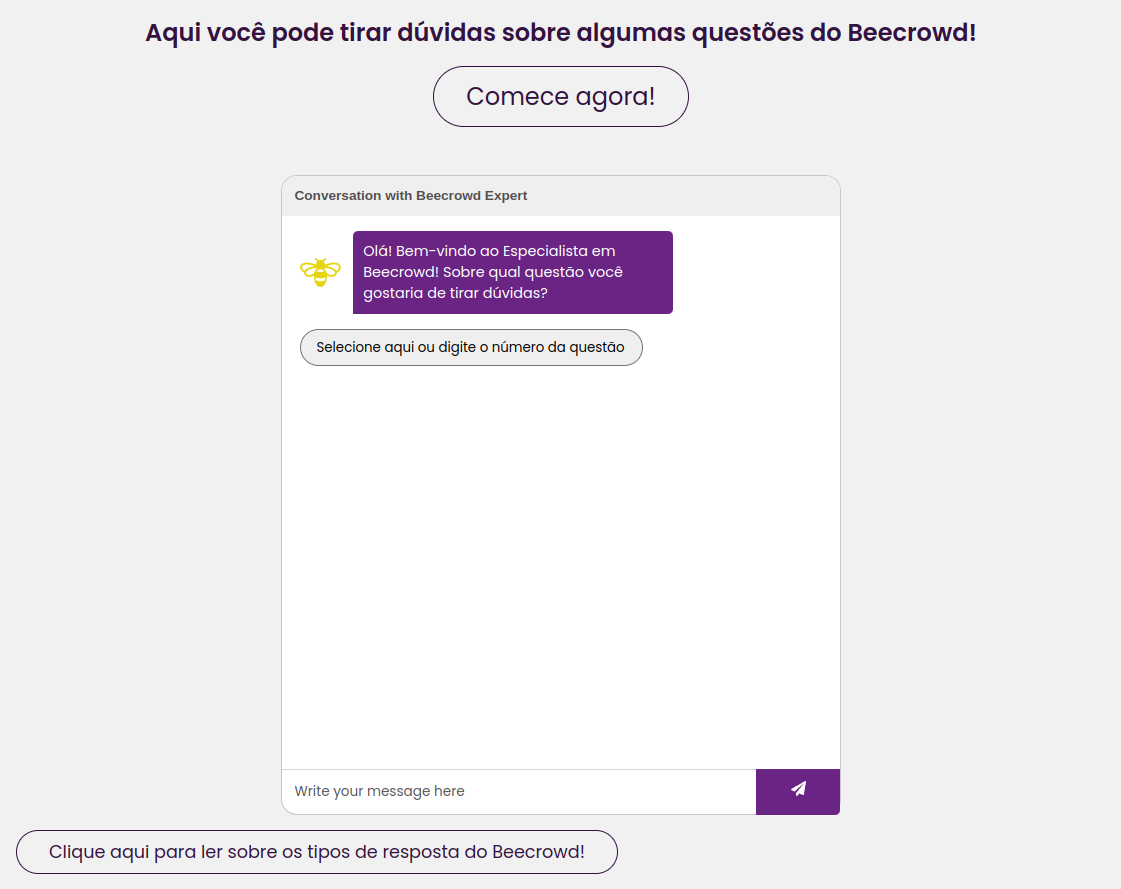 Aqui você pode tirar dúvidas sobre algumas questões do Beecrowd!
Comece agora!
Conversation with Beecrowd Expert
Olá! Bem-vindo ao Especialista em
Beecrowd! Sobre qual questão você
gostaria de tirar dúvidas?
Selecione aqui ou digite o número da questão
Write your message here
Clique aqui para ler sobre os tipos de resposta do Beecrowd!